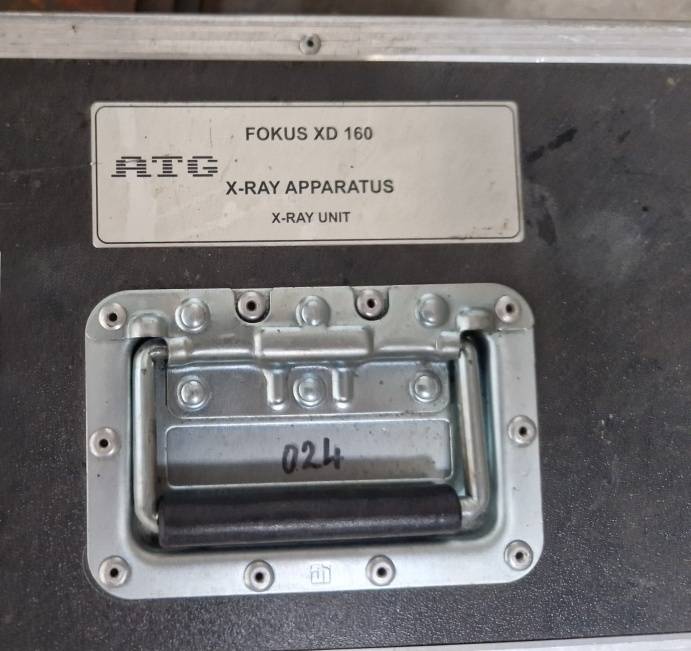 FOKUS XD 160
ATG
X-RAY APPARATUS
X-RAY UNIT
024